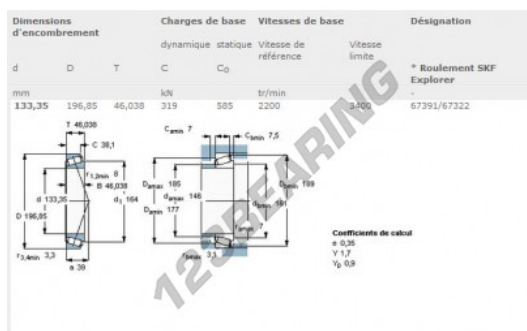 Dimensions d'encombrement Charges de base Vitesses de base Désignation
dynamique statique Vitesse de référence Vitesse limite
d D T C C0 * Roulement SKF Explorer
mm kN tr/min -
133,35 196,85 46,038 319 585 2200 3400 67391/67322
T 46,038
C 38,1
r1,2min 8
B 46,038
d 133,35
d1 164
D 196,85
r3,4min 3,3
a 39
Camin 7
Cbmin 7,5
Damax 185
damax 146
Damin 177
Dbmin 189
dbmin 161
ramax 7
rbmax 3,3
Coefficients de calcul
e 0,35
Y 1,7
Y0 0,9
123BEARING